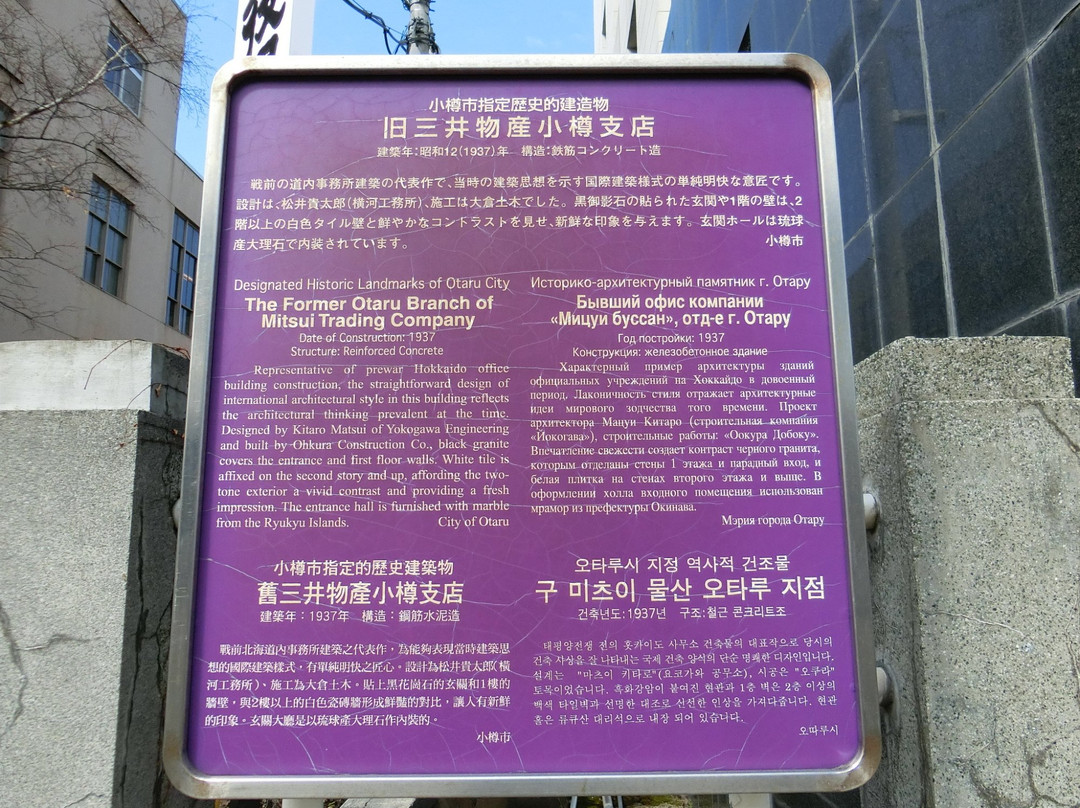 小樽市指定歴史的建造物
旧三井物産小樽支店
建築年:昭和12(1937)年 構造:鉄筋コンクリート造
戦前の道内事務所建築の代表作で、当時の建築思想を示す国際建築様式の単純明快な意匠です。
設計は、松井貴太郎(横河工務所)、施工は大倉土木でした。黒御影石の貼られた玄関や1階の壁は、2
階以上の白色タイル壁と鮮やかなコントラストを見せ、新鮮な印象を与えます。玄関ホールは琉球
産大理石で内装されています。 小樽市
Designated Historic Landmarks of Otaru City
The Former Otaru Branch of
Mitsui Trading Company
Date of Construction: 1937
Structure: Reinforced Concrete
Representative of prewar Hokkaido office
building construction, the straightforward design of
international architectural style in this building reflects
the architectural thinking prevalent at the time.
Designed by Kitaro Matsui of Yokogawa Engineering
and built by Ohkura Construction Co., black granite
covers the entrance and first floor walls. White tile is
affixed on the second story and up, affording the two-
tone exterior a vivid contrast and providing a fresh
impression. The entrance hall is furnished with marble
from the Ryukyu Islands. City of Otaru
Историко-архитектурный памятник г. Отару
Бывший офис компании
«Мицуи буссан», отд-е г. Отару
Год постройки: 1937
Конструкция: железобетонное здание
Характерный пример архитектуры зданий
официальных учреждений на Хоккайдо в довоенный
период. Лаконичность стиля отражает архитектурные
идеи мирового зодчества того времени. Проект
архитектора Мацуи Китаро (строительная компания
«Йокогава»), строительные работы: «Оокура Добоку».
Впечатление свежести создает контраст черного гранита,
которым отделаны стены 1 этажа и парадный вход, и
белая плитка на стенах второго этажа и выше. В
оформлении холла входного помещения использован
мрамор из префектуры Окинава.
Мэрия города Отару
小樽市指定的歷史建築物
舊三井物產小樽支店
建築年:1937年 構造:鋼筋水泥造
戰前北海道內事務所建築之代表作,為能夠表現當時建築思
想的國際建築樣式,有單純明快之匠心。設計為松井貴太郎(橫
河工務所)、施工為大倉土木。貼上黑花崗石的玄關和1樓的
牆壁,與2樓以上的白色瓷磚牆形成鮮豔的對比,讓人有新鮮
的印象。玄關大廳是以琉球產大理石作內裝的。
小樽市
오타루시 지정 역사적 건조물
구 미츠이 물산 오타루 지점
건축년도:1937년 구조:철근 콘크리트조
태평양전쟁 전의 홋카이도 사무소 건축물의 대표작으로 당시의
건축 사상을 잘 나타내는 국제 건축 양식의 단순 명쾌한 디자인입니다.
설계는 "마츠이 키타로"(요코가와 공무소), 시공은 "오쿠라"
토목이었습니다. 흑화강암이 붙여진 현관과 1층 벽은 2층 이상의
백색 타일벽과 선명한 대조로 산선한 인상을 가져다줍니다. 현관
홀은 류큐산 대리석으로 내장 되어 있습니다.
오따루시